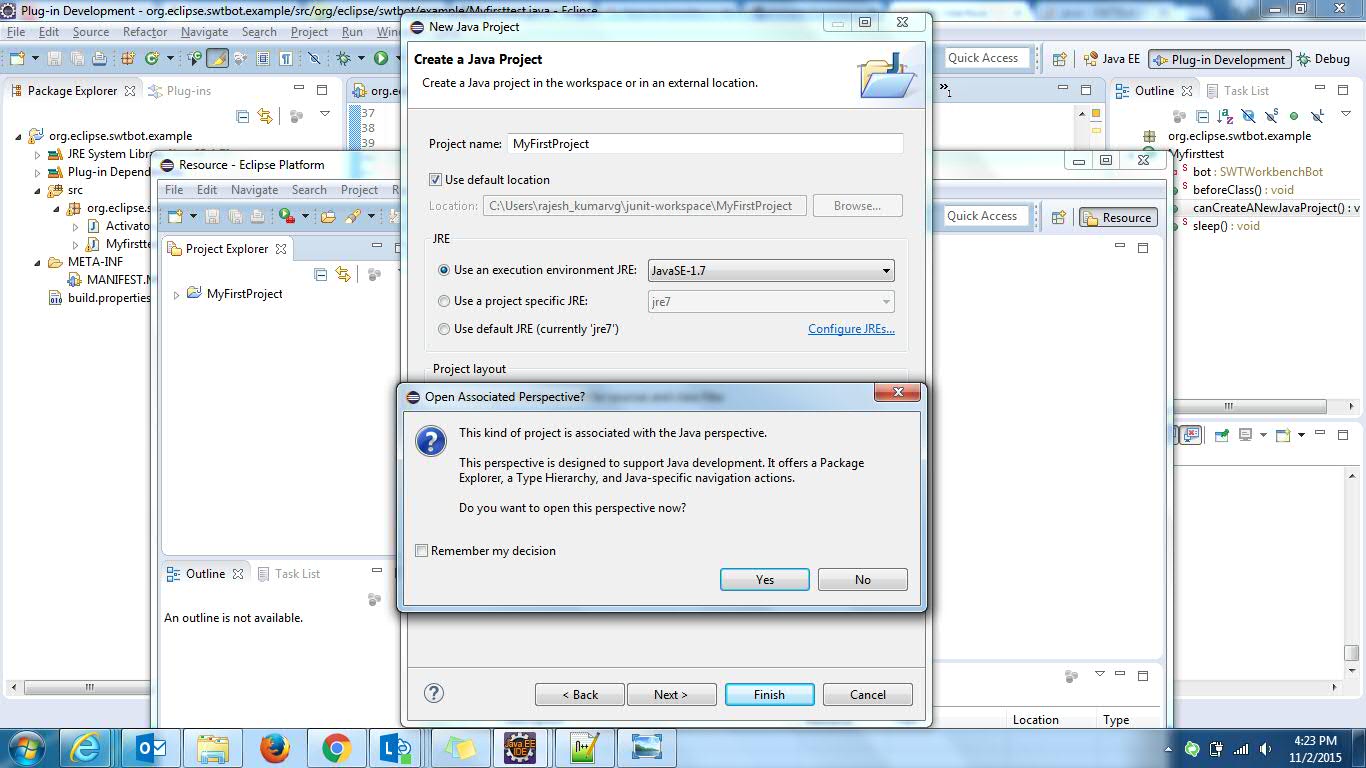 Plug-in Development - org.eclipse.swtbot.example/src/org/eclipse/swtbot/example/Myfirsttest.java - Eclipse
File Edit Source Refactor Navigate Search Project Run
Quick Access
Java EE
Plug-in Development
Debug
Package Explorer
Plug-ins
37
38
39
org.eclipse.swtbot.example
JRE System
Plug-in
src
META-INF
build.properties
Outline
Task List
org.eclipse.swtbot.example
Myfirsttest
bot : SWTWorkbenchBot
beforeClass() : void
canCreateANewJavaProject() : v
sleep() : void
Resource - Eclipse Platform
File Edit Navigate Search Project
Quick Access
Resource
Project Explorer
MyFirstProject
Outline
Task List
An outline is not available.
Location
Type
New Java Project
Create a Java Project
Create a Java project in the workspace or in an external location.
Project name: MyFirstProject
Use default location
Location: C:\Users\rajesh_kumarvg\junit-workspace\MyFirstProject
Browse...
JRE
Use an execution environment JRE: JavaSE-1.7
Use a project specific JRE: jre7
Use default JRE (currently 'jre7')
Configure JREs...
Project layout
Open Associated Perspective?
This kind of project is associated with the Java perspective.
This perspective is designed to support Java development. It offers a Package
Explorer, a Type Hierarchy, and Java-specific navigation actions.
Do you want to open this perspective now?
Remember my decision
Yes
No
< Back
Next >
Finish
Cancel
Java EE
IDE
4:23 PM
11/2/2015